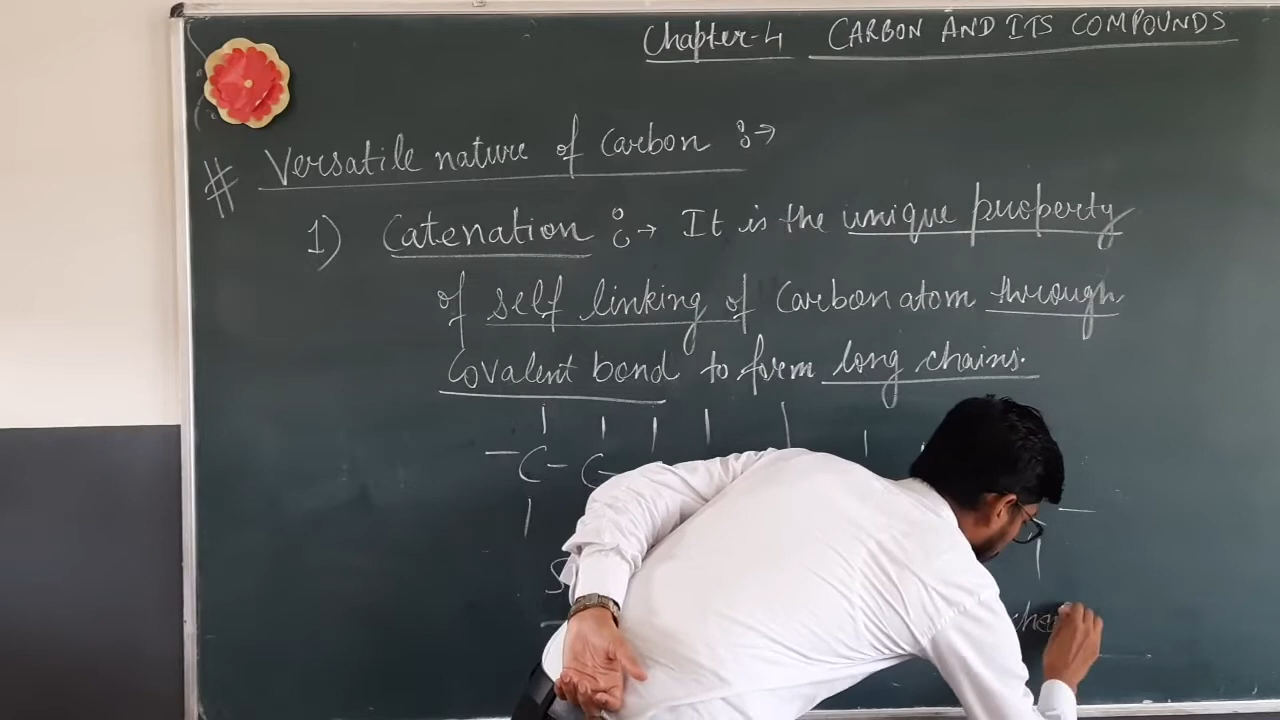 Chapter-4 CARBON AND ITS COMPOUNDS
# Versatile nature of Carbon :→
1) Catenation :→ It is the unique property
of self linking of Carbon atom through
Covalent bond to form long chains.
- C - C -